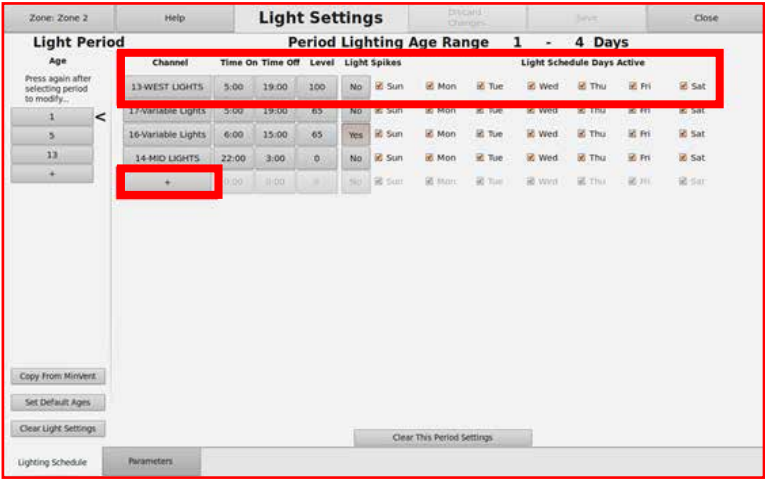 Zone: Zone 2 Help Light Settings Discard Changes... Save Close
Light Period Period Lighting Age Range 1 - 4 Days
Age Channel Time On Time Off Level Light Spikes Light Schedule Days Active
Press again after
selecting period
to modify...
13-WEST LIGHTS 5:00 19:00 100 No Sun Mon Tue Wed Thu Fri Sat
1 <
17-Variable Lights 5:00 19:00 65 No Sun Mon Tue Wed Thu Fri Sat
5
16-Variable Lights 6:00 15:00 65 Yes Sun Mon Tue Wed Thu Fri Sat
13
14-MID LIGHTS 22:00 3:00 0 No Sun Mon Tue Wed Thu Fri Sat
+
+ 0:00 0:00 0 No Sun Mon Tue Wed Thu Fri Sat
Copy From MinVent
Set Default Ages
Clear Light Settings
Clear This Period Settings
Lighting Schedule Parameters